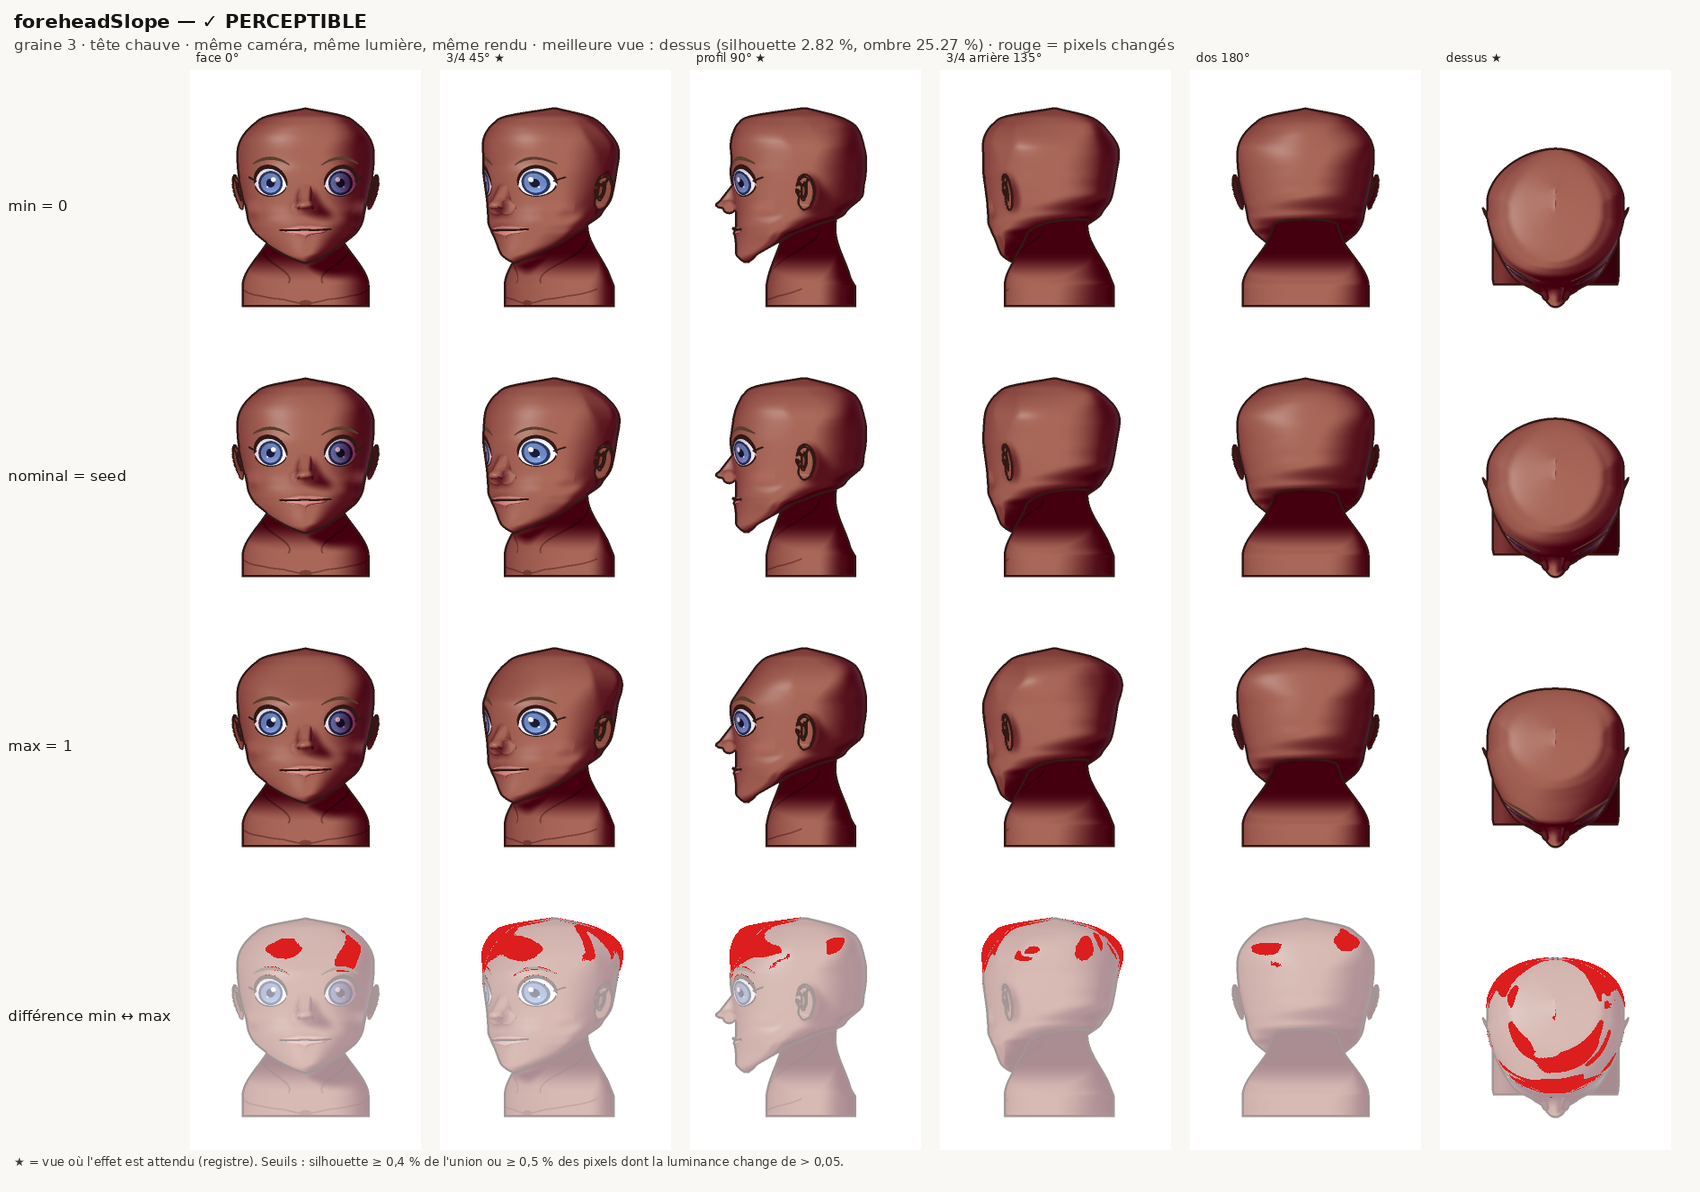 foreheadSlope — ✓ PERCEPTIBLE
graine 3 · tête chauve · même caméra, même lumière, même rendu · meilleure vue : dessus (silhouette 2.82 %, ombre 25.27 %) · rouge = pixels changés
face 0° 3/4 45° ★ profil 90° ★ 3/4 arrière 135° dos 180° dessus ★
min = 0
nominal = seed
max = 1
différence min ↔ max
★ = vue où l'effet est attendu (registre). Seuils : silhouette ≥ 0,4 % de l'union ou ≥ 0,5 % des pixels dont la luminance change de > 0,05.